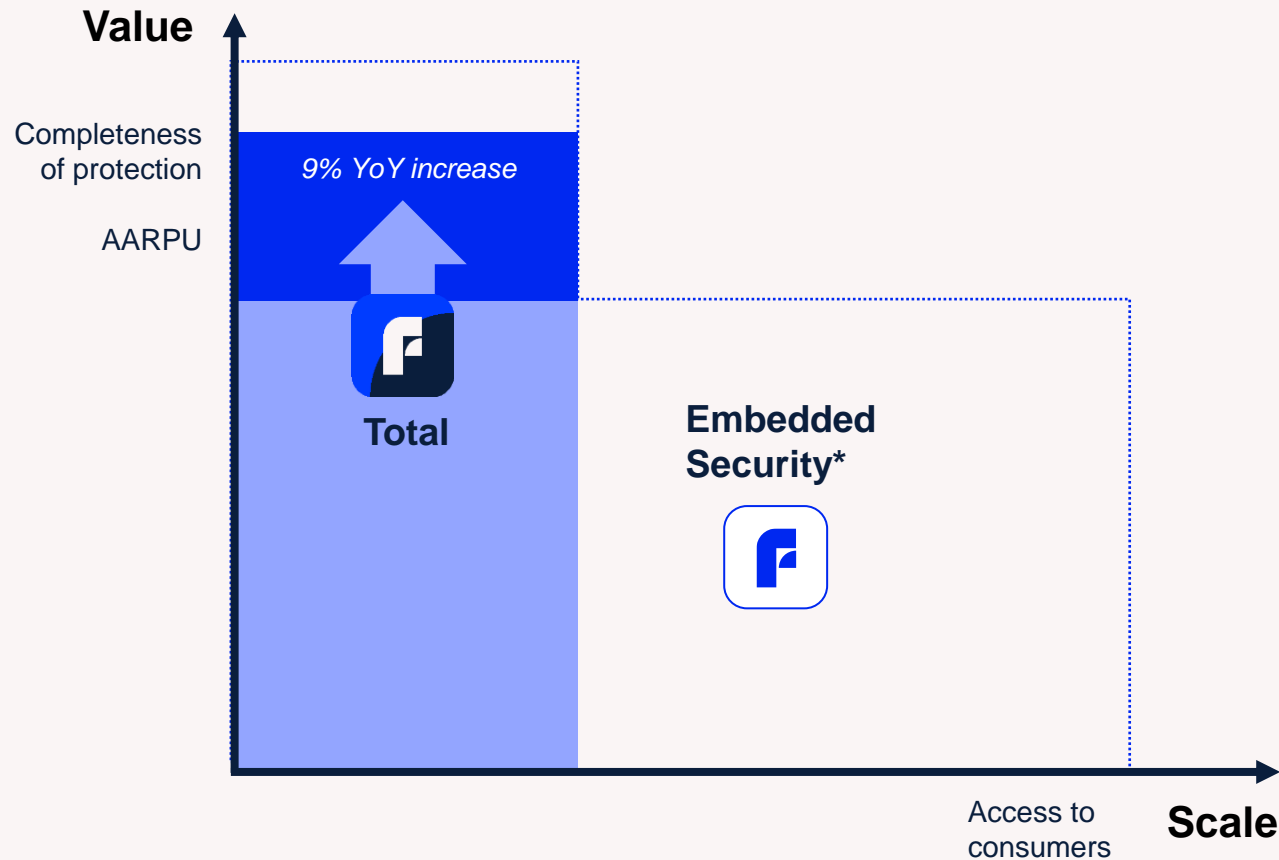 Value
Completeness
of protection
9% YoY increase
AARPU
Total
Embedded
Security*
Access to
consumers
Scale